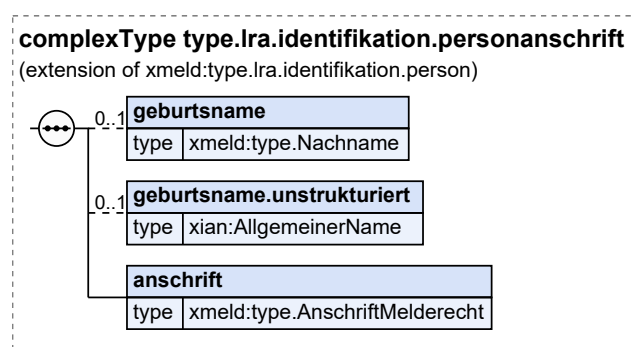 complexType type.lra.identifikation.personanschrift
(extension of xmeld:type.lra.identifikation.person)
0..1 geburtsname
type xmeld:type.Nachname
0..1 geburtsname.unstrukturiert
type xian:AllgemeinerName
anschrift
type xmeld:type.AnschriftMelderecht